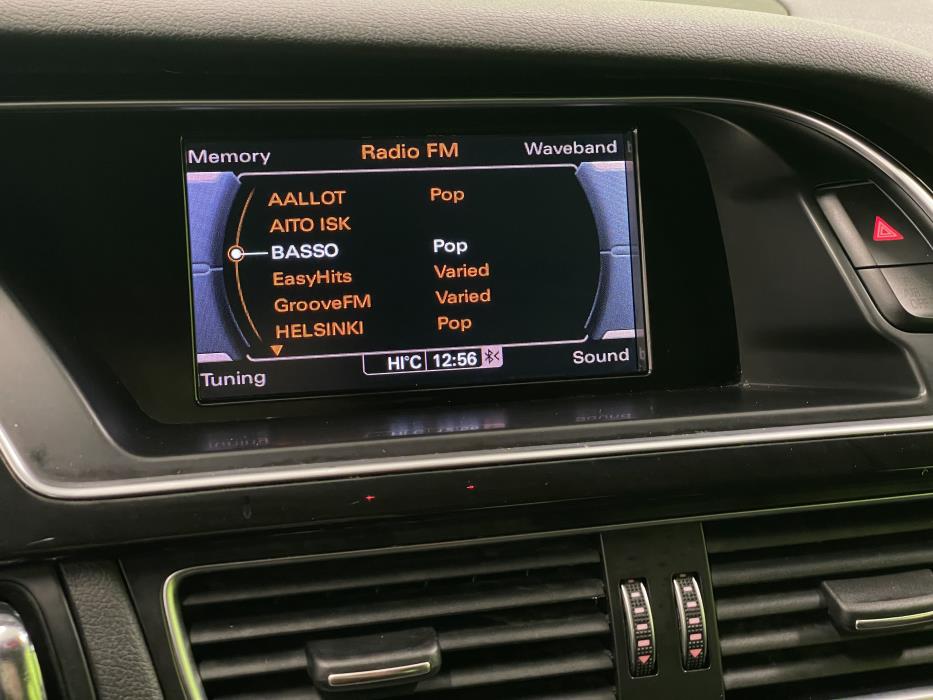 Memory Radio FM Waveband
AALLOT Pop
AITO ISK
BASSO Pop
EasyHits Varied
GrooveFM Varied
HELSINKI Pop
HI°C 12:56
Tuning Sound